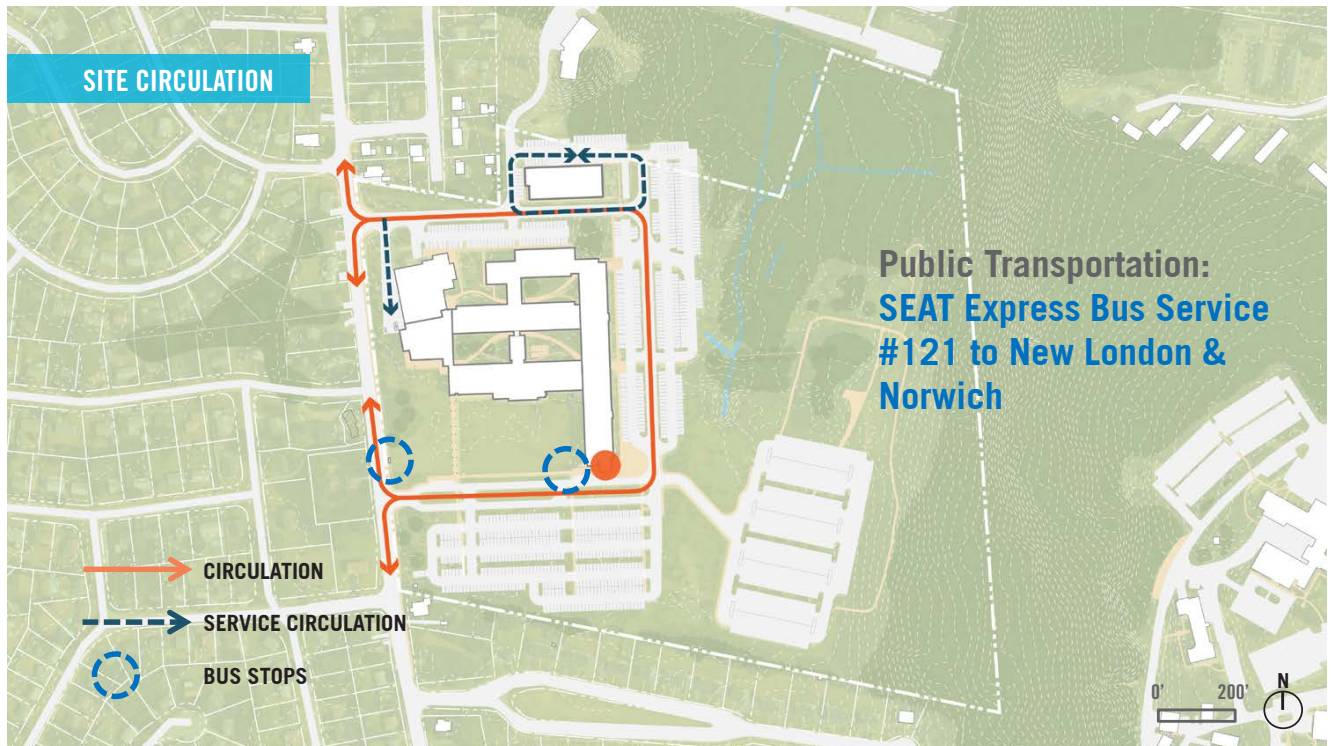 SITE CIRCULATION
Public Transportation:
SEAT Express Bus Service
#121 to New London &
Norwich
CIRCULATION
SERVICE CIRCULATION
BUS STOPS
0' 200'
N